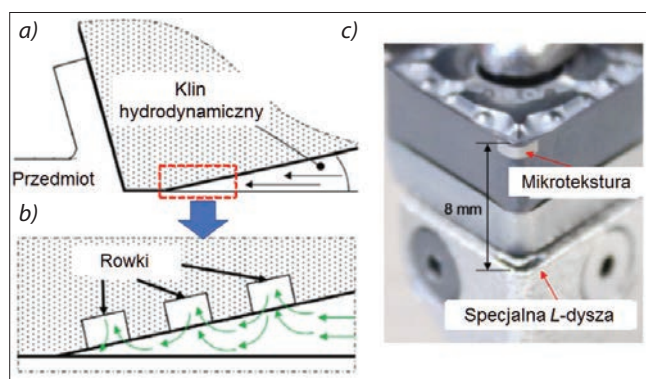 a)
Klin
hydrodynamiczny
Przedmiot
b)
Rowki
c)
8 mm
Mikrotekstura
Specjalna L-dysza